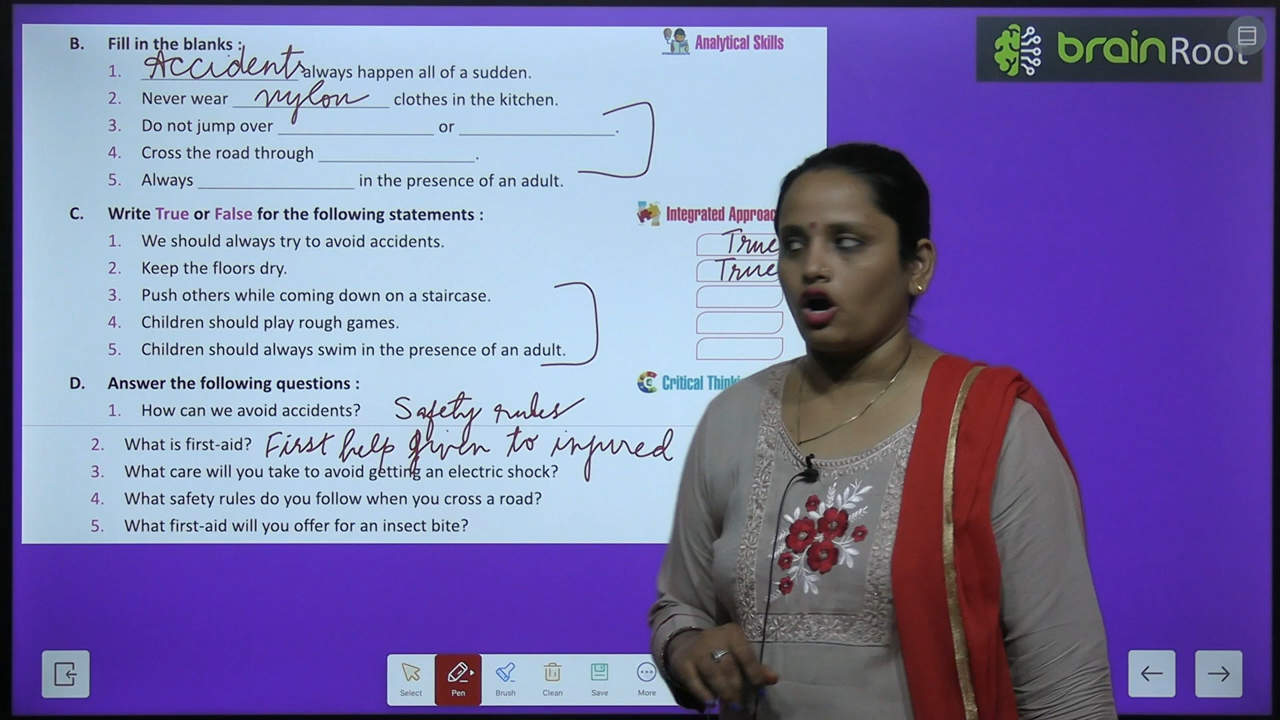 B. Fill in the blanks : Analytical Skills
1. Accidents always happen all of a sudden.
2. Never wear nylon clothes in the kitchen.
3. Do not jump over ________ or ________.
4. Cross the road through ________.
5. Always ________ in the presence of an adult.
C. Write True or False for the following statements : Integrated Approac
1. We should always try to avoid accidents. True
2. Keep the floors dry. True
3. Push others while coming down on a staircase.
4. Children should play rough games.
5. Children should always swim in the presence of an adult.
D. Answer the following questions : Critical Thinki
1. How can we avoid accidents? Safety rules
2. What is first-aid? First help given to injured
3. What care will you take to avoid getting an electric shock?
4. What safety rules do you follow when you cross a road?
5. What first-aid will you offer for an insect bite?
brainRoot
Select Pen Brush Clean Save More